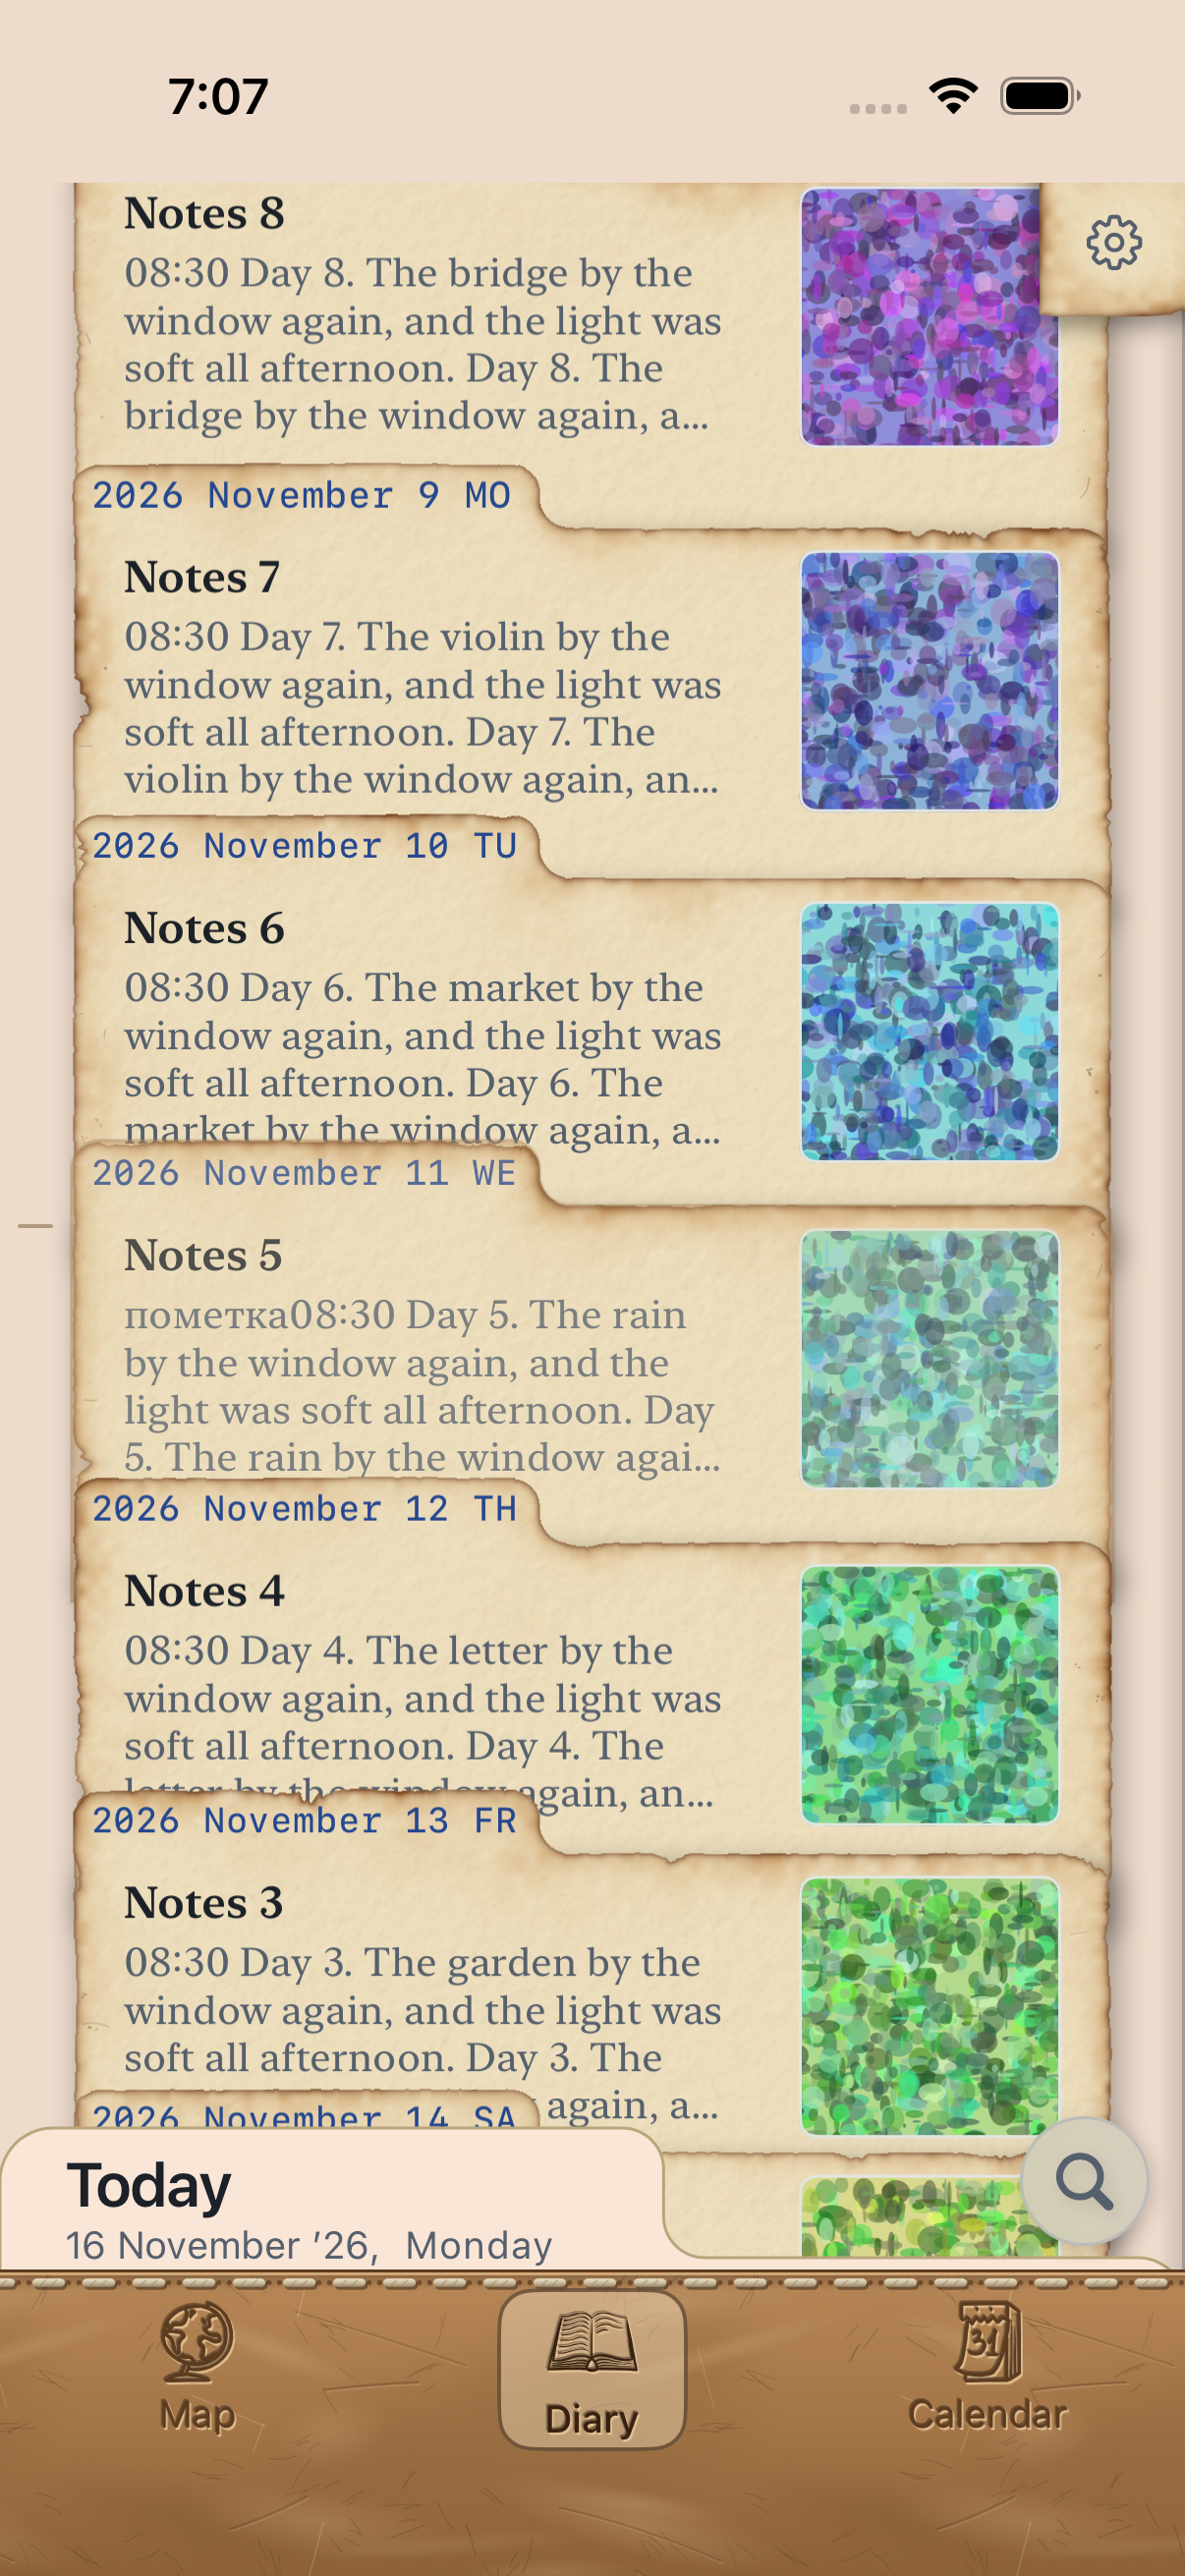 7:07
Notes 8
08:30 Day 8. The bridge by the
window again, and the light was
soft all afternoon. Day 8. The
bridge by the window again, a...
2026 November 9 MO
Notes 7
08:30 Day 7. The violin by the
window again, and the light was
soft all afternoon. Day 7. The
violin by the window again, an...
2026 November 10 TU
Notes 6
08:30 Day 6. The market by the
window again, and the light was
soft all afternoon. Day 6. The
market by the window again, a...
2026 November 11 WE
Notes 5
пометка08:30 Day 5. The rain
by the window again, and the
light was soft all afternoon. Day
5. The rain by the window agai...
2026 November 12 TH
Notes 4
08:30 Day 4. The letter by the
window again, and the light was
soft all afternoon. Day 4. The
letter by the window again, an...
2026 November 13 FR
Notes 3
08:30 Day 3. The garden by the
window again, and the light was
soft all afternoon. Day 3. The
again, a...
2026 November 14 SA
Today
16 November ’26, Monday
31
Map
Diary
Calendar